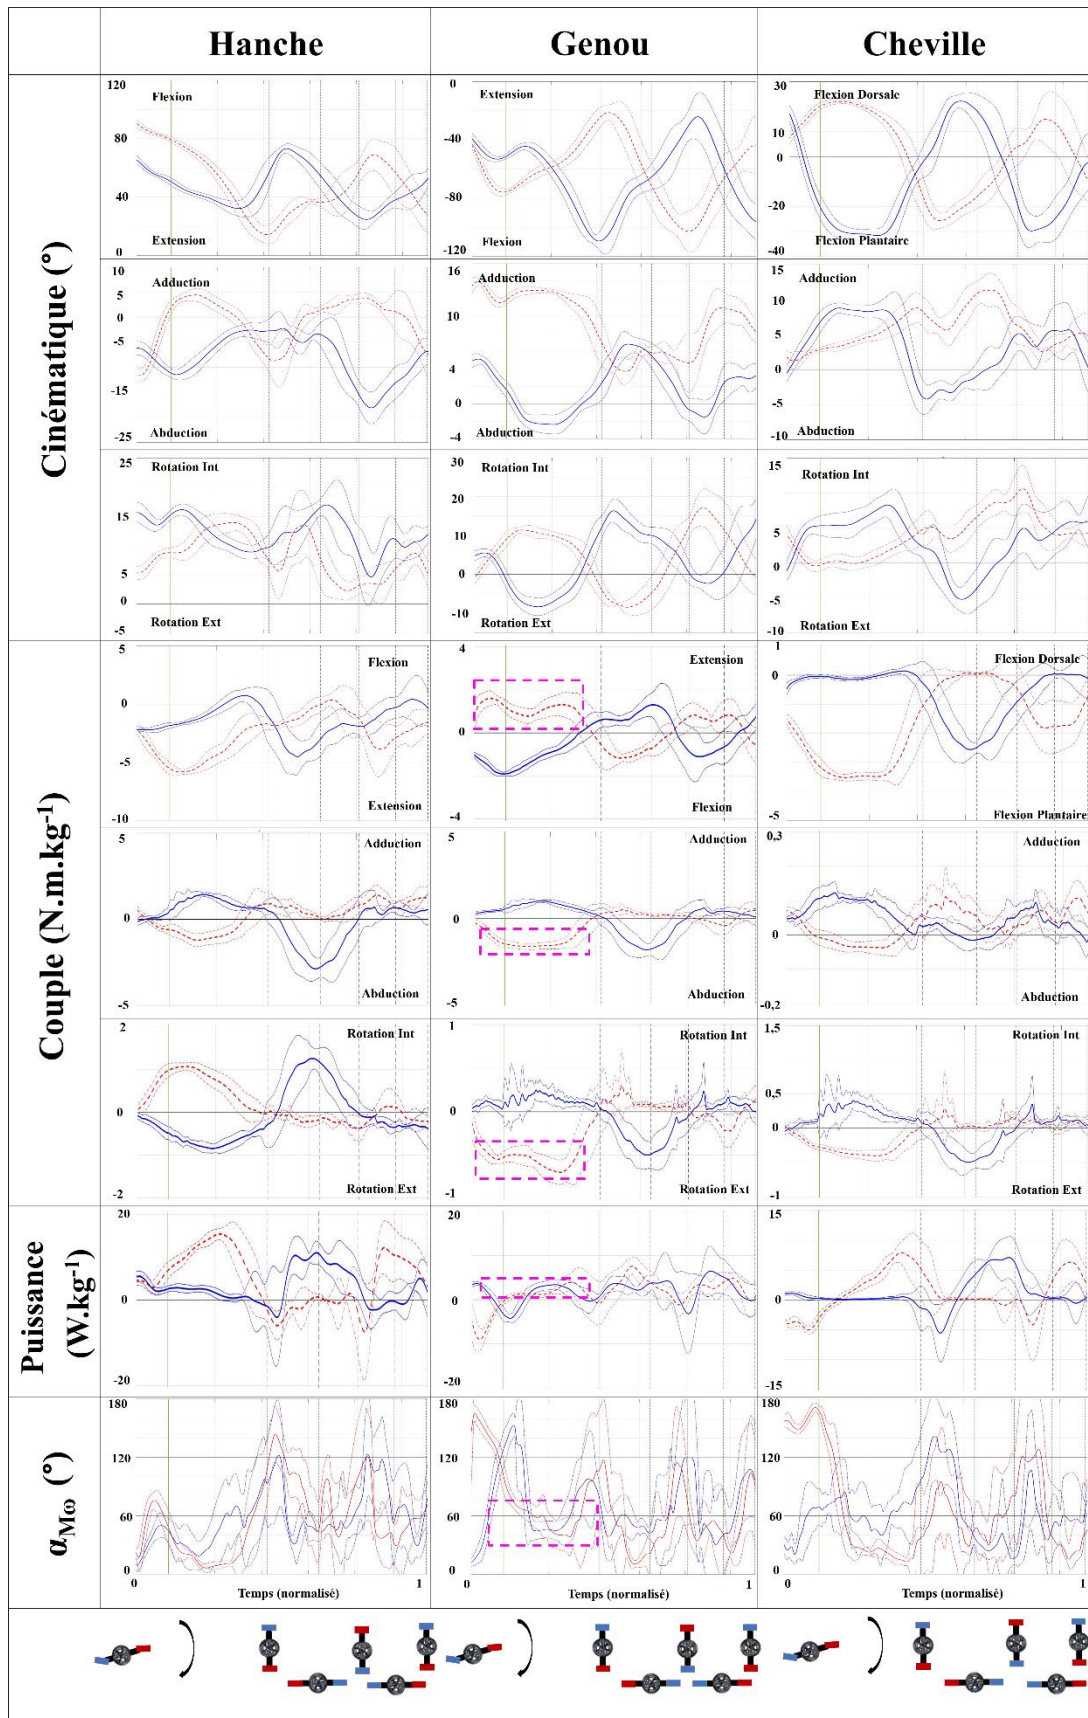 Hanche
Genou
Cheville
Cinématique (°)
120
80
40
0
Flexion
Extension
0
-40
-80
-120
Extension
Flexion
30
10
0
-20
-40
Flexion Dorsale
Flexion Plantaire
10
5
0
-5
-15
-25
Adduction
Abduction
16
10
4
0
-4
Adduction
Abduction
15
10
5
0
-5
-10
Adduction
Abduction
25
15
5
0
-5
Rotation Int
Rotation Ext
30
20
10
0
-10
Rotation Int
Rotation Ext
15
5
0
-5
-10
Rotation Int
Rotation Ext
Couple (N.m.kg-1)
5
0
-5
-10
Flexion
Extension
4
0
-4
Extension
Flexion
1
0
-5
Flexion Dorsale
Flexion Plantaire
5
0
-5
Adduction
Abduction
5
0
-5
Adduction
Abduction
0,3
0
-0,2
Adduction
Abduction
2
0
-2
Rotation Int
Rotation Ext
1
0
-1
Rotation Int
Rotation Ext
1,5
0,5
0
-1
Rotation Int
Rotation Ext
Puissance
(W.kg-1)
20
0
-20
20
0
-20
15
0
-15
αMω (°)
180
120
60
0
0
Temps (normalisé)
1
180
120
60
0
0
Temps (normalisé)
1
180
120
60
0
0
Temps (normalisé)
1